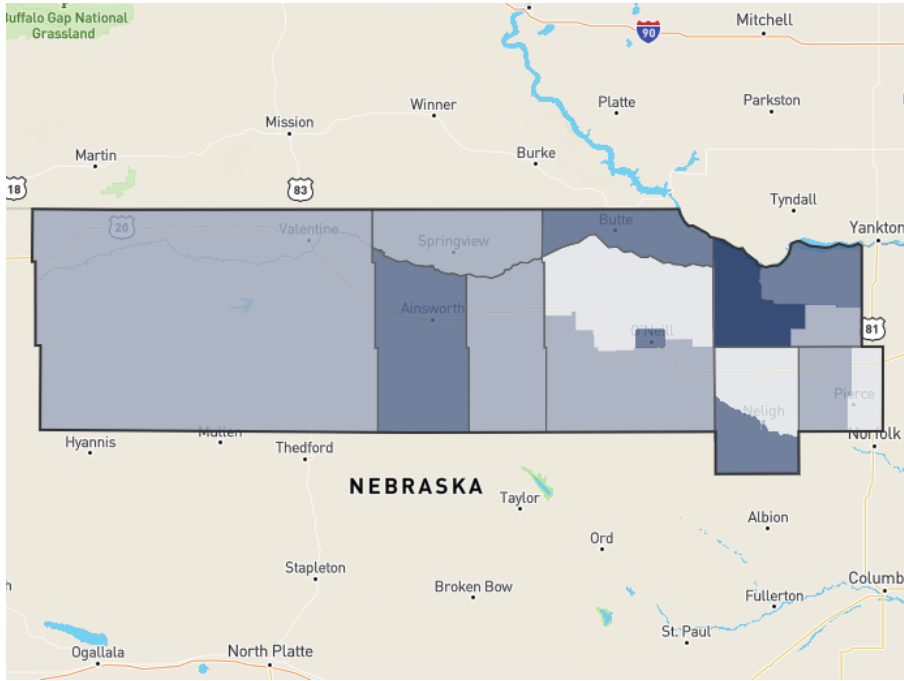 Buffalo Gap National
Grassland
90
Mitchell
Platte
Parkston
Winner
Mission
Burke
Martin
18
83
Tyndall
20
Valentine
Butte
Yankton
Springview
Ainsworth
O'Neill
81
Pierce
Neligh
Hyannis
Mullen
Thedford
Norfolk
NEBRASKA
Taylor
Albion
Ord
Stapleton
Broken Bow
Columb
Fullerton
St. Paul
Ogallala
North Platte